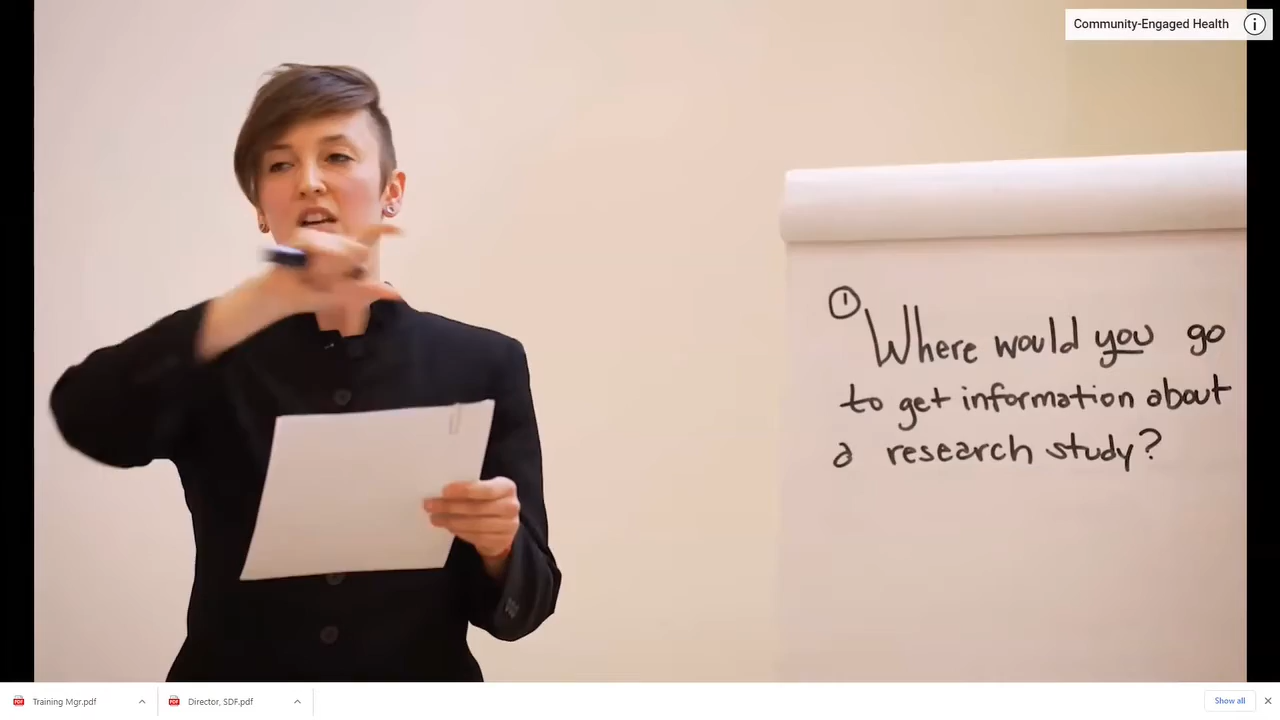 Community-Engaged Health
①
Where would you go
to get information about
a research study?
Training Mgr.pdf
Director, SDF.pdf
Show all